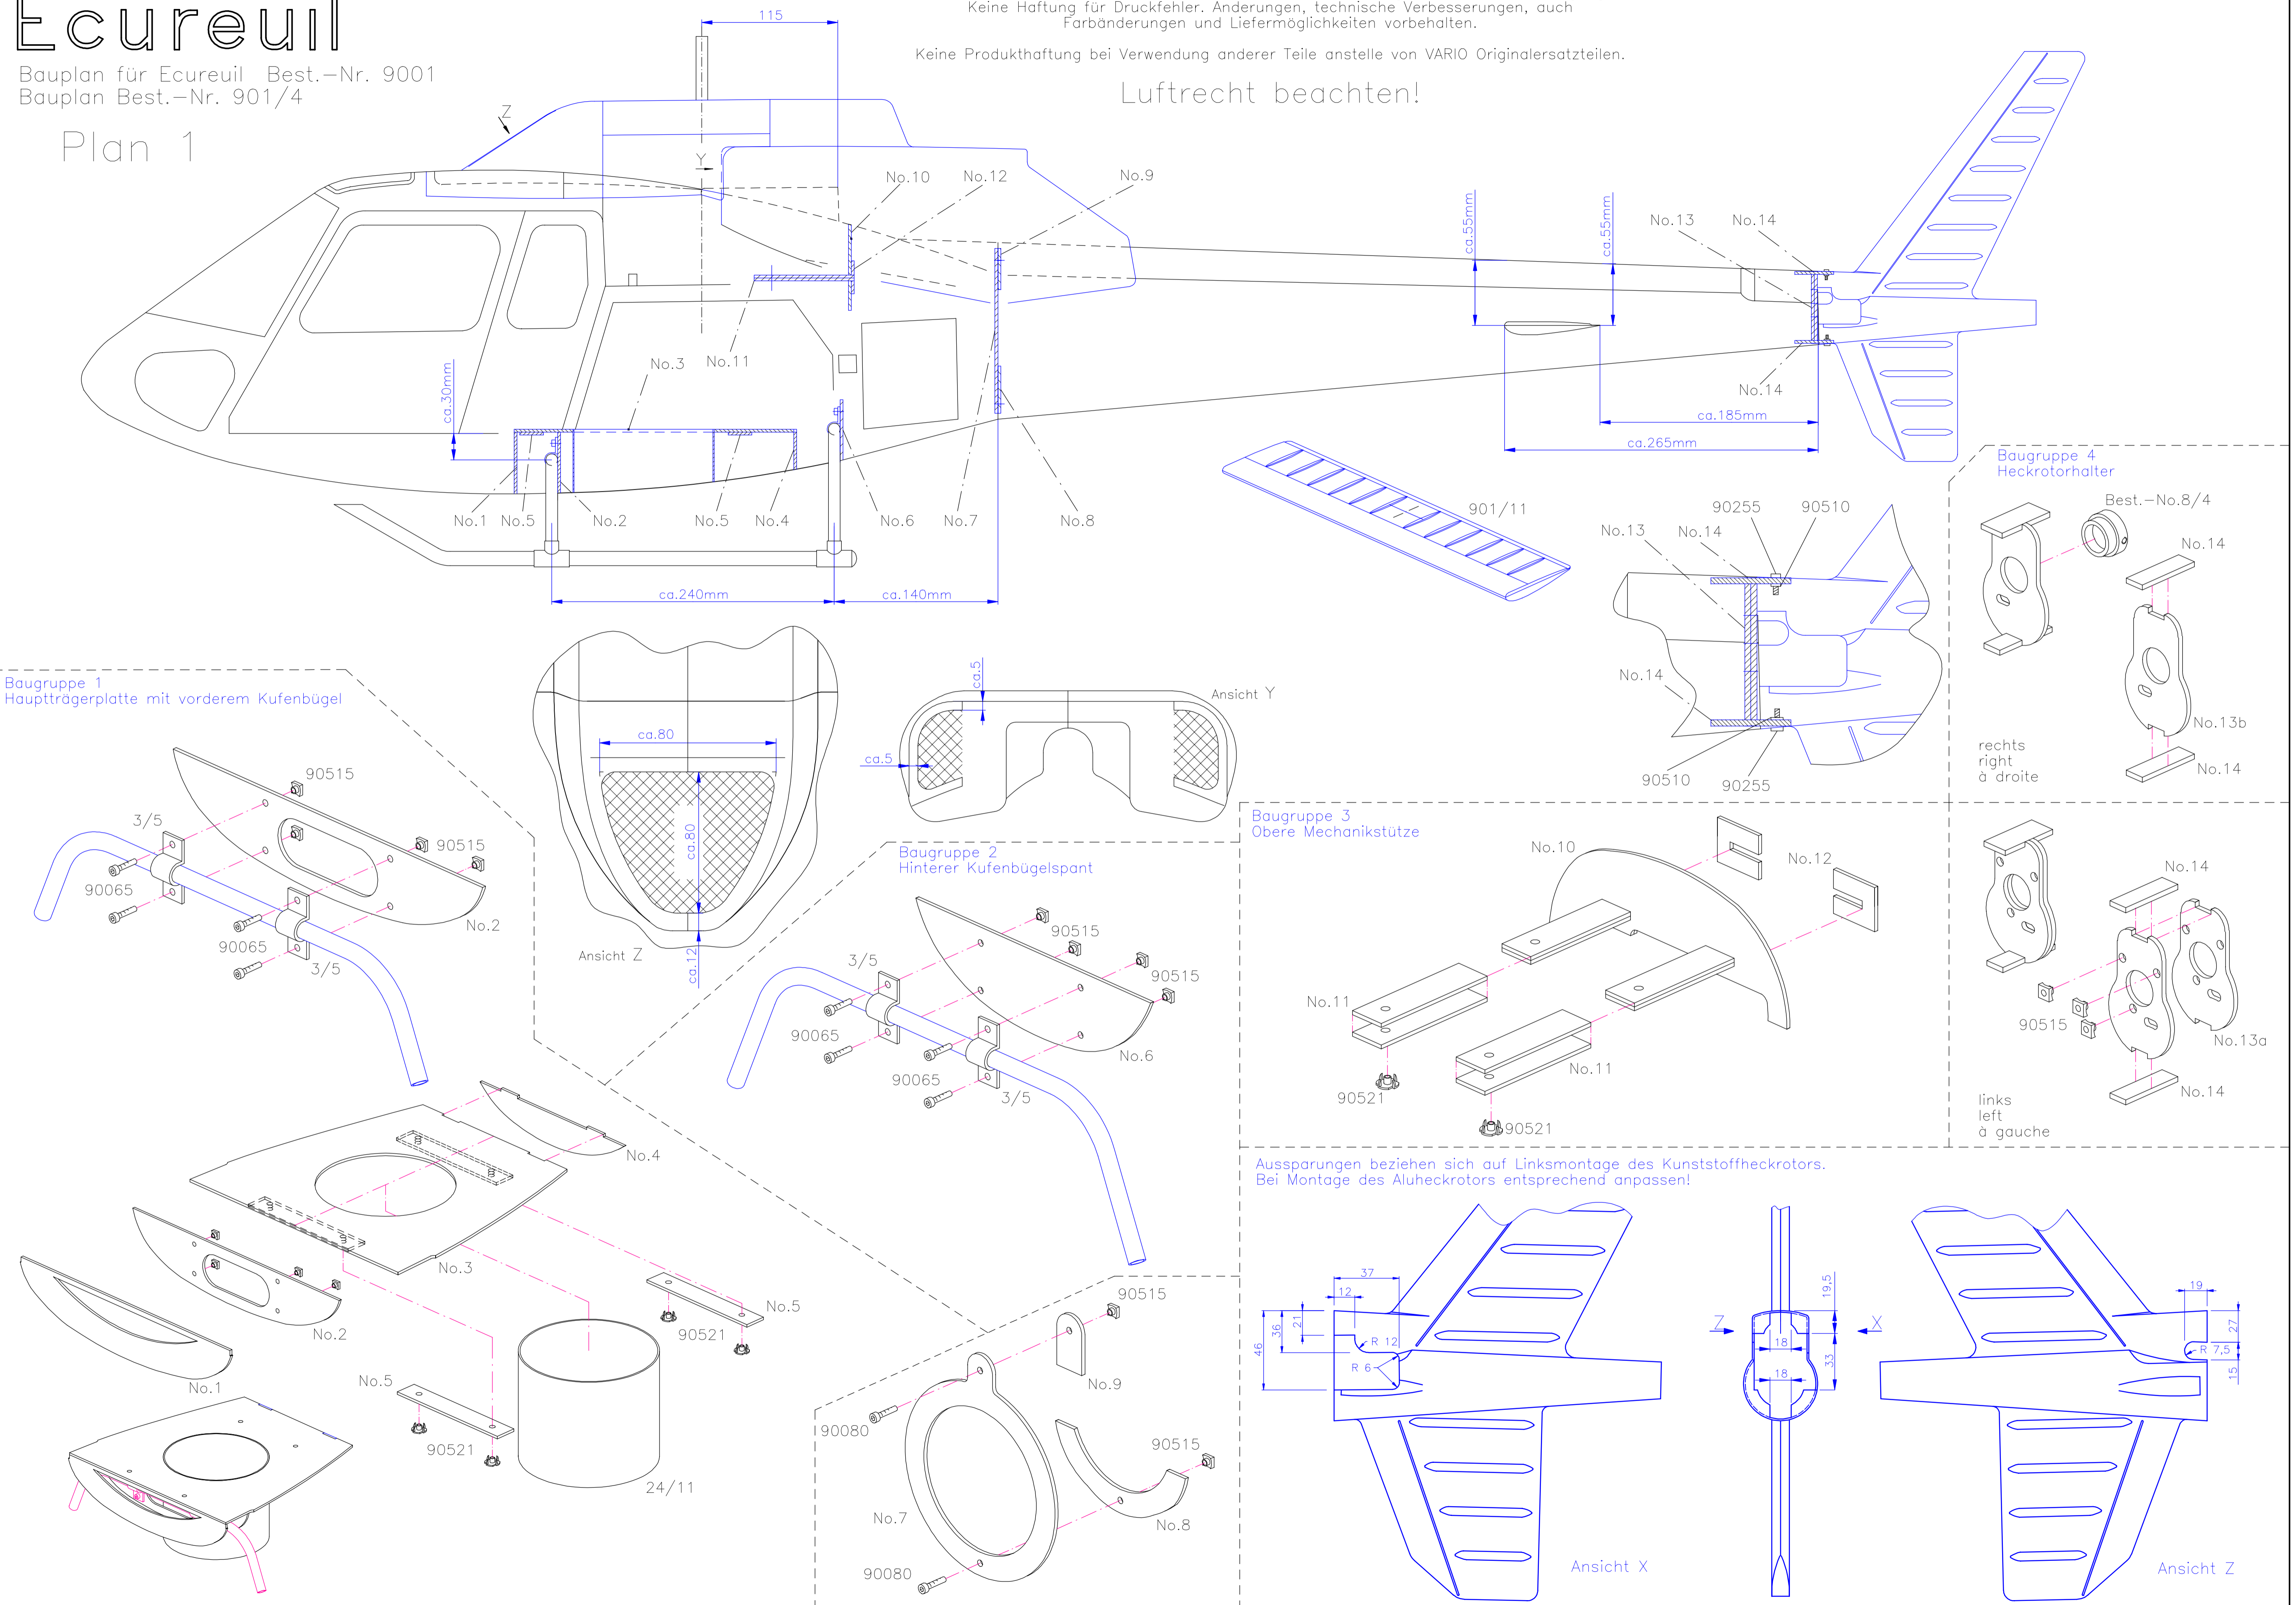 Ecureuil
Bauplan für Ecureuil Best.-Nr. 9001
Bauplan Best.-Nr. 901/4
Plan 1
Keine Haftung für Druckfehler. Änderungen, technische Verbesserungen, auch
Farbänderungen und Liefermöglichkeiten vorbehalten.
Keine Produkthaftung bei Verwendung anderer Teile anstelle von VARIO Originalersatzteilen.
Luftrecht beachten!
115
Z
Y
No.10
No.12
No.9
No.11
No.3
ca.30mm
ca.55mm
ca.55mm
No.13
No.14
No.14
ca.185mm
ca.265mm
No.1
No.5
No.2
No.5
No.4
No.6
No.7
No.8
ca.240mm
ca.140mm
901/11
90255
90510
No.13
No.14
No.14
90510
90255
Baugruppe 4
Heckrotorhalter
Best.-No.8/4
No.14
No.13b
No.14
rechts
right
à droite
No.14
90515
No.13a
No.14
links
left
à gauche
Baugruppe 1
Hauptträgerplatte mit vorderem Kufenbügel
90515
3/5
90515
90065
No.2
90065
3/5
ca.80
ca.80
ca.12
Ansicht Z
ca.5
ca.5
Ansicht Y
Baugruppe 2
Hinterer Kufenbügelspant
90515
3/5
90515
90065
No.6
90065
3/5
Baugruppe 3
Obere Mechanikstütze
No.10
No.12
No.11
No.11
90521
90521
No.4
No.3
No.2
No.1
No.5
90521
No.5
90521
24/11
90515
No.9
90080
90515
No.7
No.8
90080
Aussparungen beziehen sich auf Linksmontage des Kunststoffheckrotors.
Bei Montage des Aluheckrotors entsprechend anpassen!
37
12
46
36
21
R 12
R 6
Ansicht X
Z
X
19,5
18
33
18
19
27
R 7,5
15
Ansicht Z